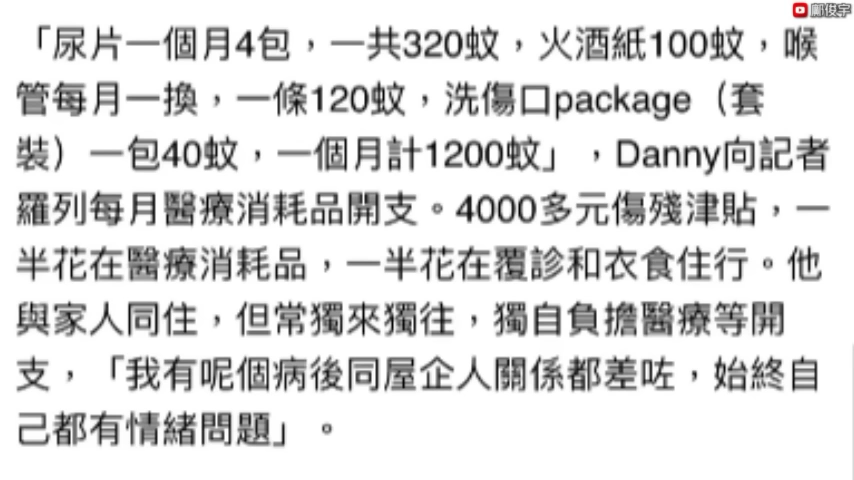 鄺俊宇
「尿片一個月4包，一共320蚊，火酒紙100蚊，喉
管每月一換，一條120蚊，洗傷口package（套
裝）一包40蚊，一個月計1200蚊」，Danny向記者
羅列每月醫療消耗品開支。4000多元傷殘津貼，一
半花在醫療消耗品，一半花在覆診和衣食住行。他
與家人同住，但常獨來獨往，獨自負擔醫療等開
支，「我有呢個病後同屋企人關係都差咗，始終自
己都有情緒問題」。